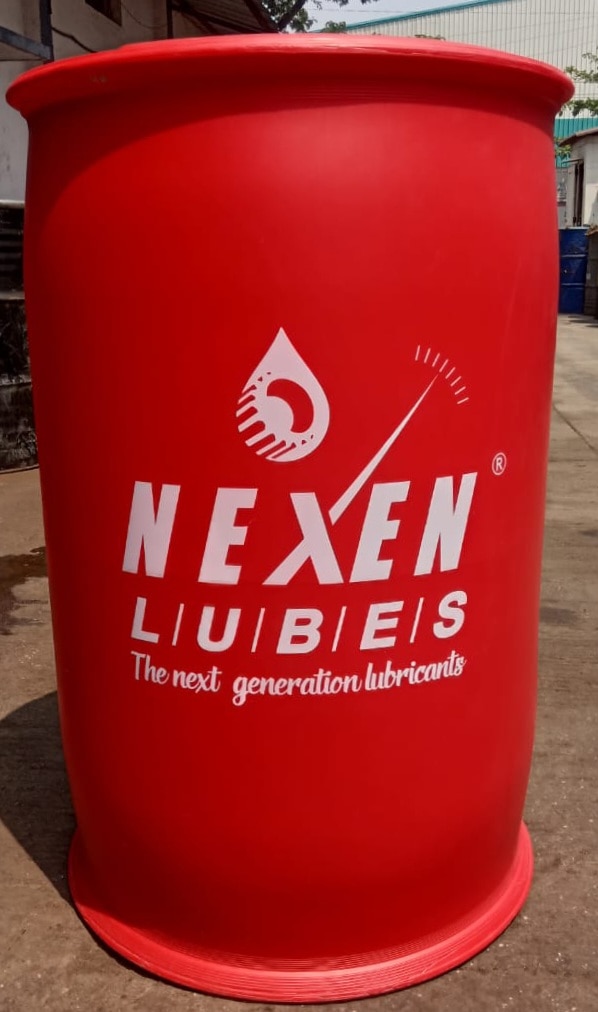 NEXEN ®
L|U|B|E|S
The next generation lubricants